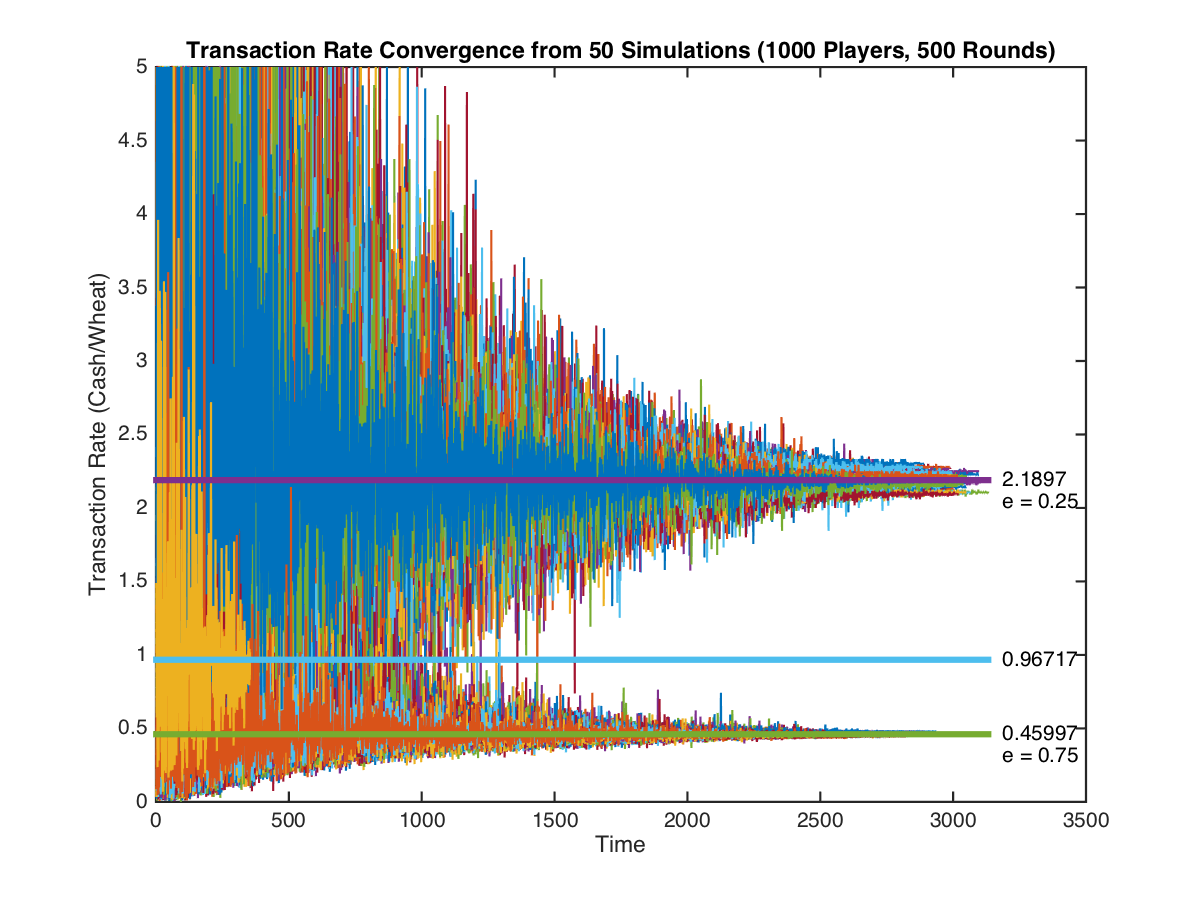 Transaction Rate Convergence from 50 Simulations (1000 Players, 500 Rounds)
Transaction Rate (Cash/Wheat)
5
4.5
4
3.5
3
2.5
2
1.5
1
0.5
0
2.1897
e = 0.25
0.96717
0.45997
e = 0.75
0 500 1000 1500 2000 2500 3000 3500
Time